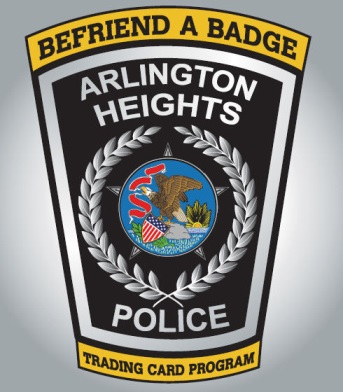 BEFRIEND A BADGE
ARLINGTON
HEIGHTS
POLICE
TRADING CARD PROGRAM